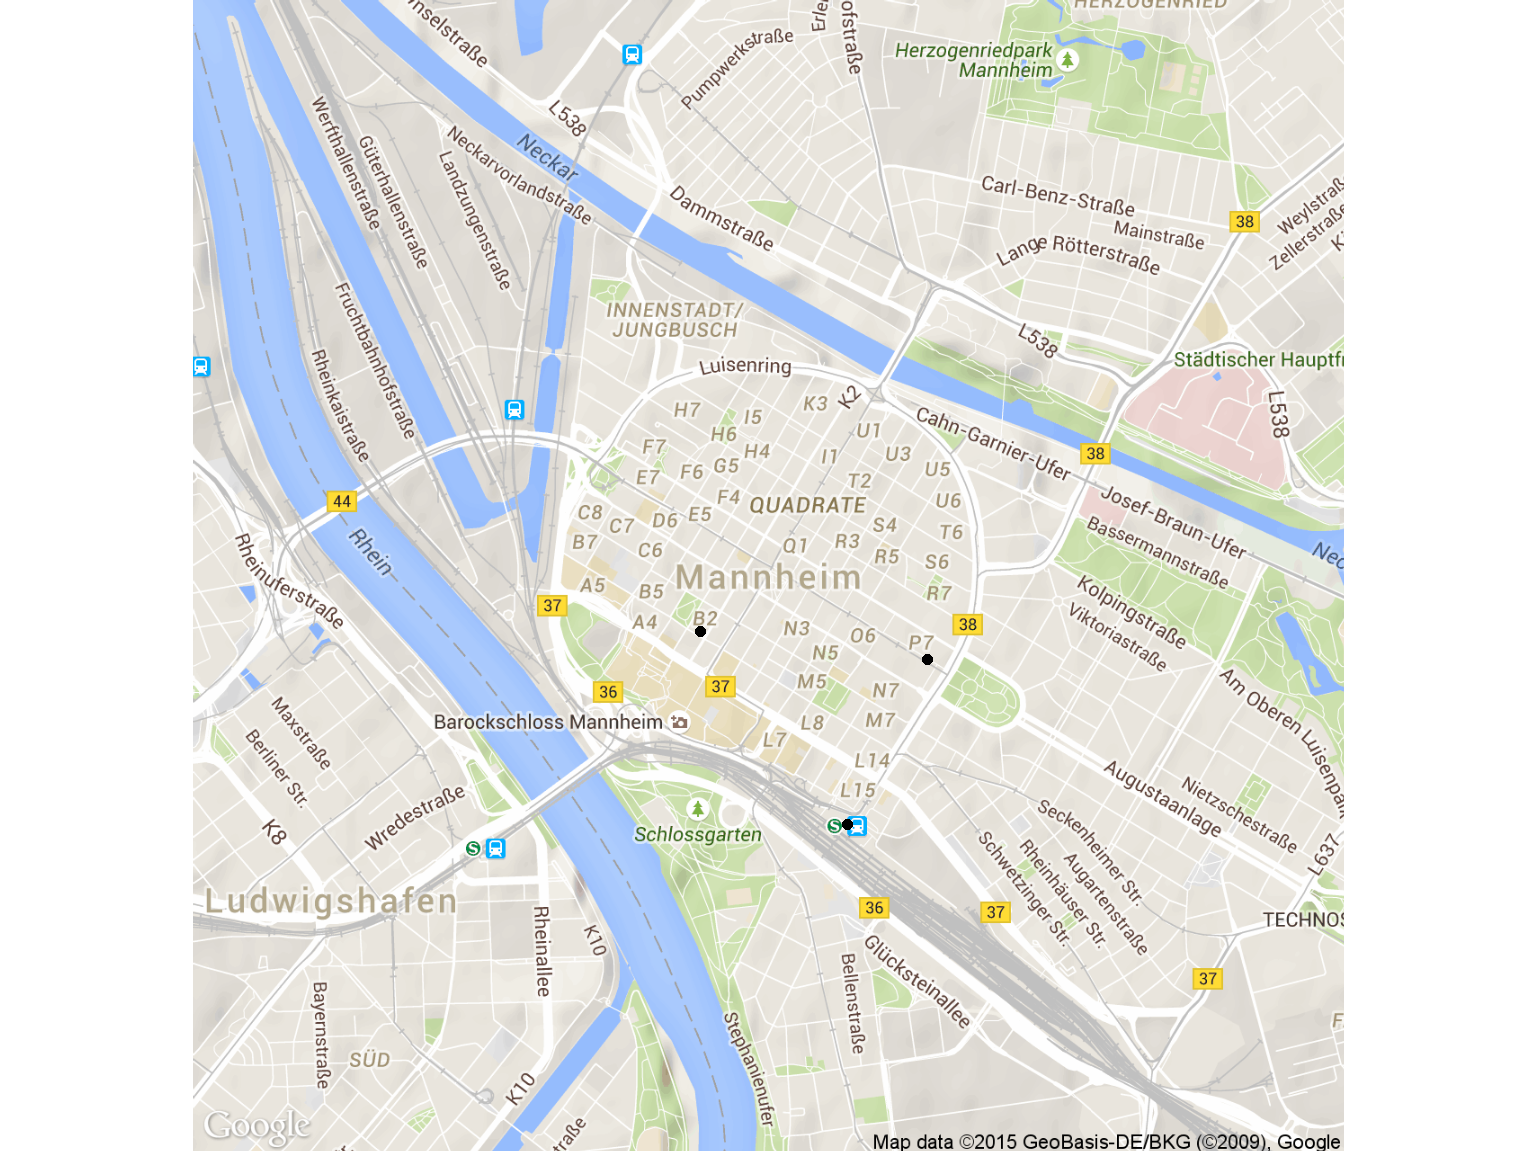 HERZOGENRIED
Inselstraße
Pumpwerkstraße
Herzogenriedpark
Mannheim
L538
Neckar
Werfthallenstraße
Güterhallenstraße
Landzungenstraße
Neckarvorlandstraße
Dammstraße
Carl-Benz-Straße
Mainstraße
38
Zellerstraße
Lange Rötterstraße
Fruchtbahnhofstraße
Rheinkaistraße
INNENSTADT/
JUNGBUSCH
Luisenring
L538
Städtischer Hauptfr
K2
L538
H7
I5
K3
H6
U1
Cahn-Garnier-Ufer
F7
H4
I1
U3
38
E7
F6
G5
T2
U5
44
F4
QUADRATE
U6
Josef-Braun-Ufer
C8
C7
D6
E5
S4
T6
Bassermannstraße
Rhein
B7
C6
Q1
R3
R5
S6
Nec
Rheinuferstraße
Mannheim
A5
B5
R7
Kolpingstraße
37
A4
B2
N3
O6
P7
38
Viktoriastraße
N5
36
37
M5
N7
Am Oberen Luisenpark
Maxstraße
Barockschloss Mannheim
L8
M7
Berliner Str.
L7
L14
Augustaanlage
L15
Nietzschestraße
Wredestraße
K8
Schlossgarten
S
S
Seckenheimer Str.
Schwetzinger Str.
Rheinhäuser Str.
Augartenstraße
L637
Ludwigshafen
36
37
TECHNOS
Rheinallee
K10
Glücksteinallee
Bellenstraße
37
Bayernstraße
Stephanienufer
SÜD
K10
Google
Map data ©2015 GeoBasis-DE/BKG (©2009), Google